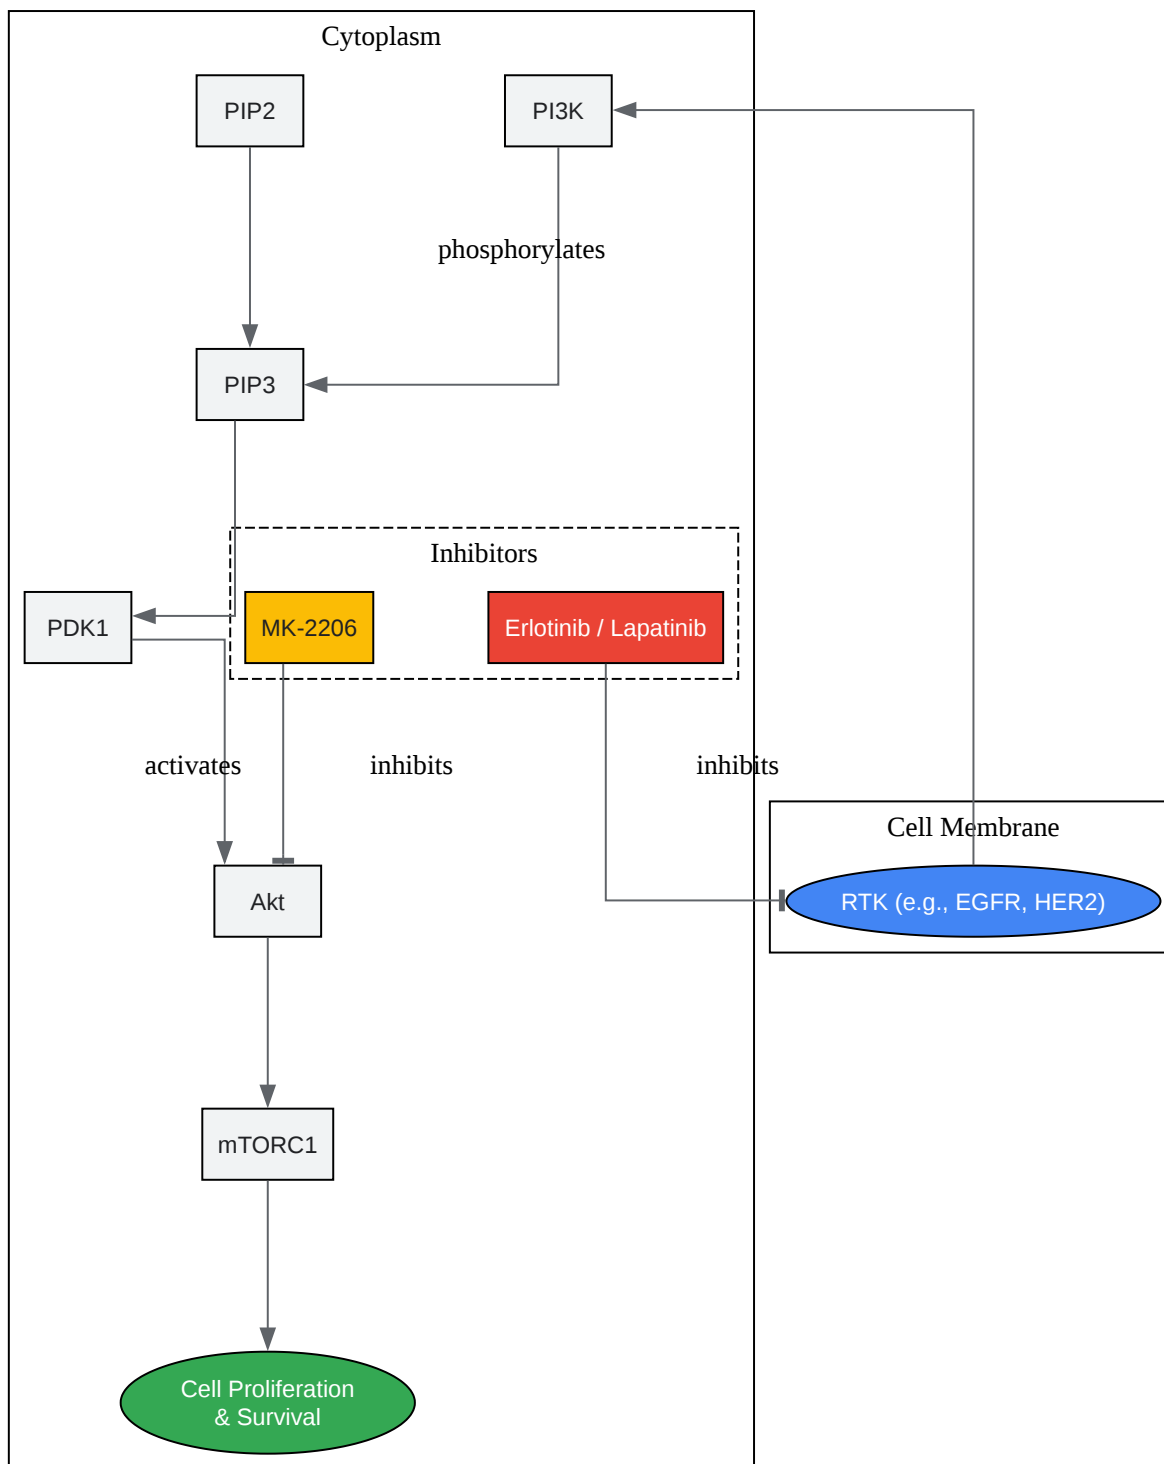 Cytoplasm
PIP2
PI3K
phosphorylates
PIP3
Inhibitors
PDK1
MK-2206
Erlotinib / Lapatinib
activates
inhibits
inhibits
Cell Membrane
Akt
RTK (e.g., EGFR, HER2)
mTORC1
Cell Proliferation
& Survival